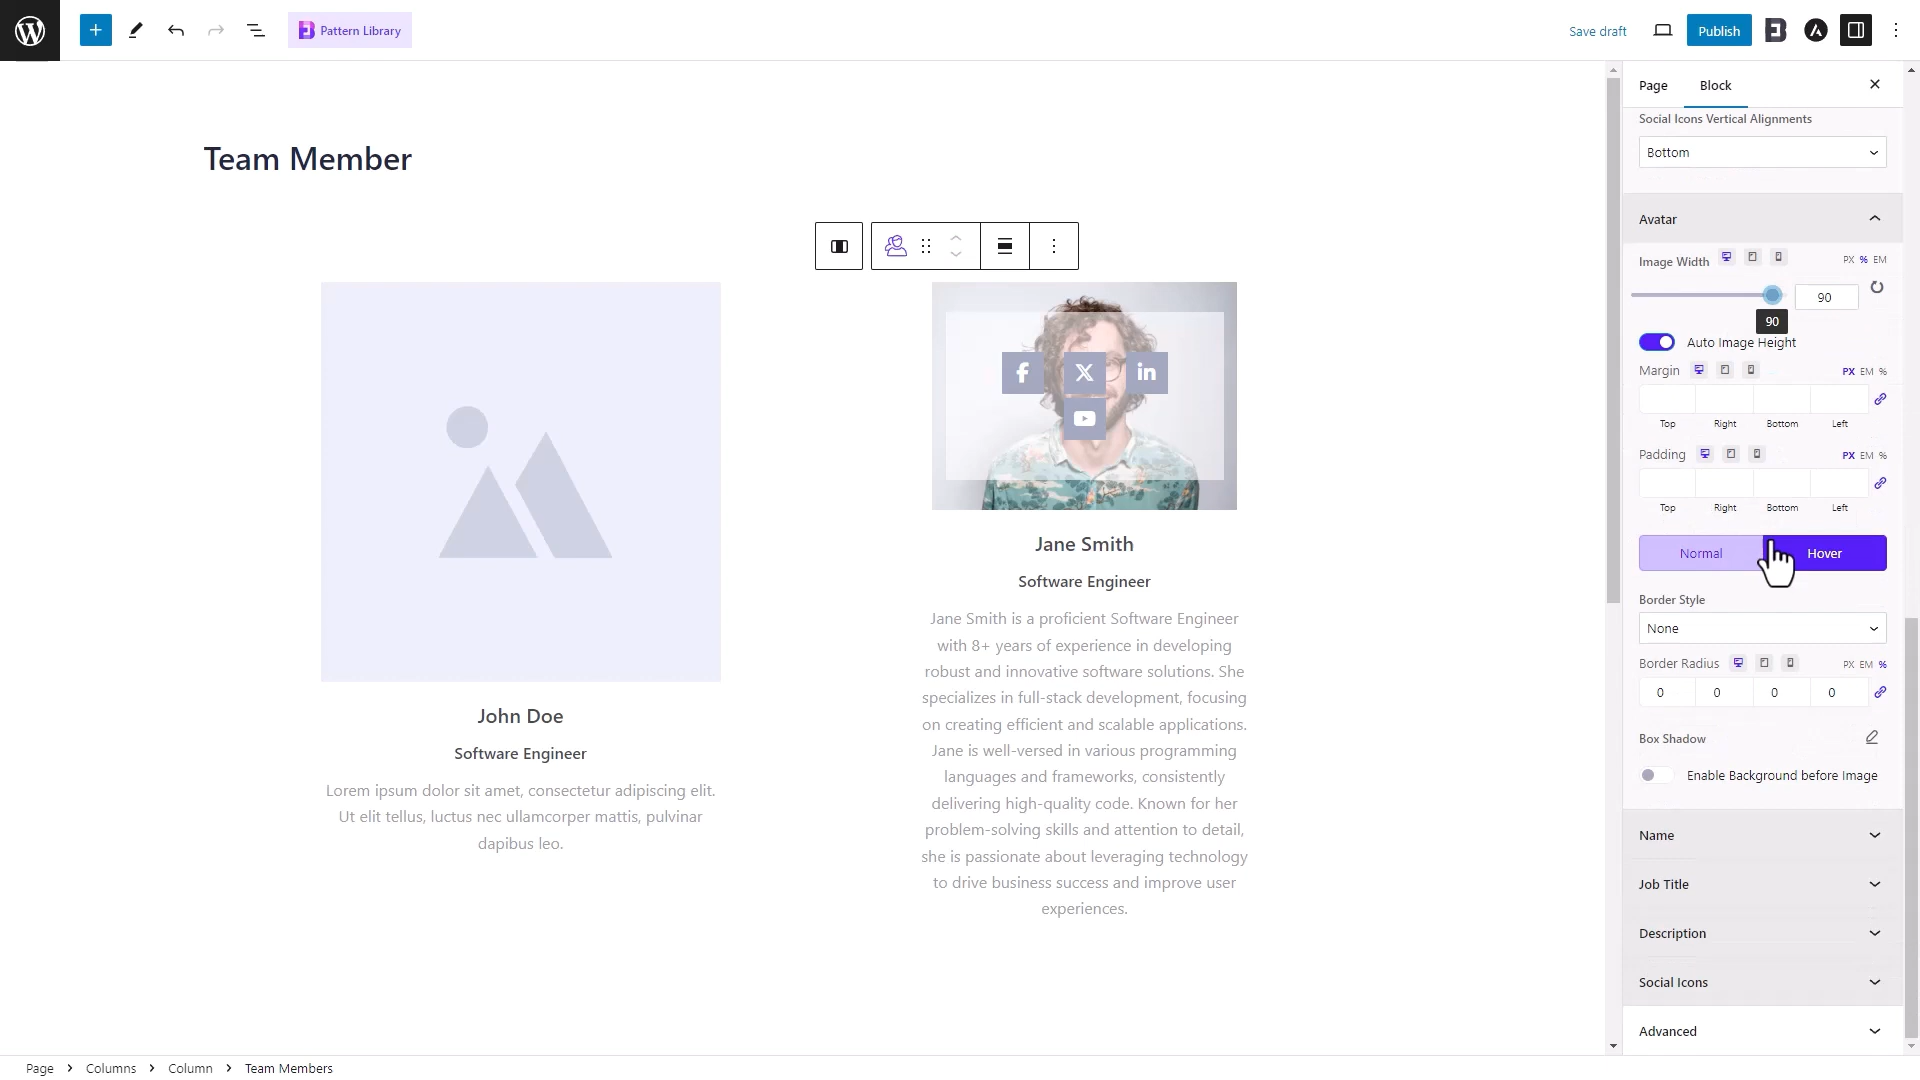 Pattern Library
Save draft
Publish
Team Member
John Doe
Software Engineer
Lorem ipsum dolor sit amet, consectetur adipiscing elit.
Ut elit tellus, luctus nec ullamcorper mattis, pulvinar
dapibus leo.
Jane Smith
Software Engineer
Jane Smith is a proficient Software Engineer
with 8+ years of experience in developing
robust and innovative software solutions. She
specializes in full-stack development, focusing
on creating efficient and scalable applications.
Jane is well-versed in various programming
languages and frameworks, consistently
delivering high-quality code. Known for her
problem-solving skills and attention to detail,
she is passionate about leveraging technology
to drive business success and improve user
experiences.
Page Block
Social Icons Vertical Alignments
Bottom
Avatar
Image Width PX % EM
90
90
Auto Image Height
Margin PX EM %
Top Right Bottom Left
Padding PX EM %
Top Right Bottom Left
Normal Hover
Border Style
None
Border Radius PX EM %
0 0 0 0
Box Shadow
Enable Background before Image
Name
Job Title
Description
Social Icons
Advanced
Page Columns Column Team Members